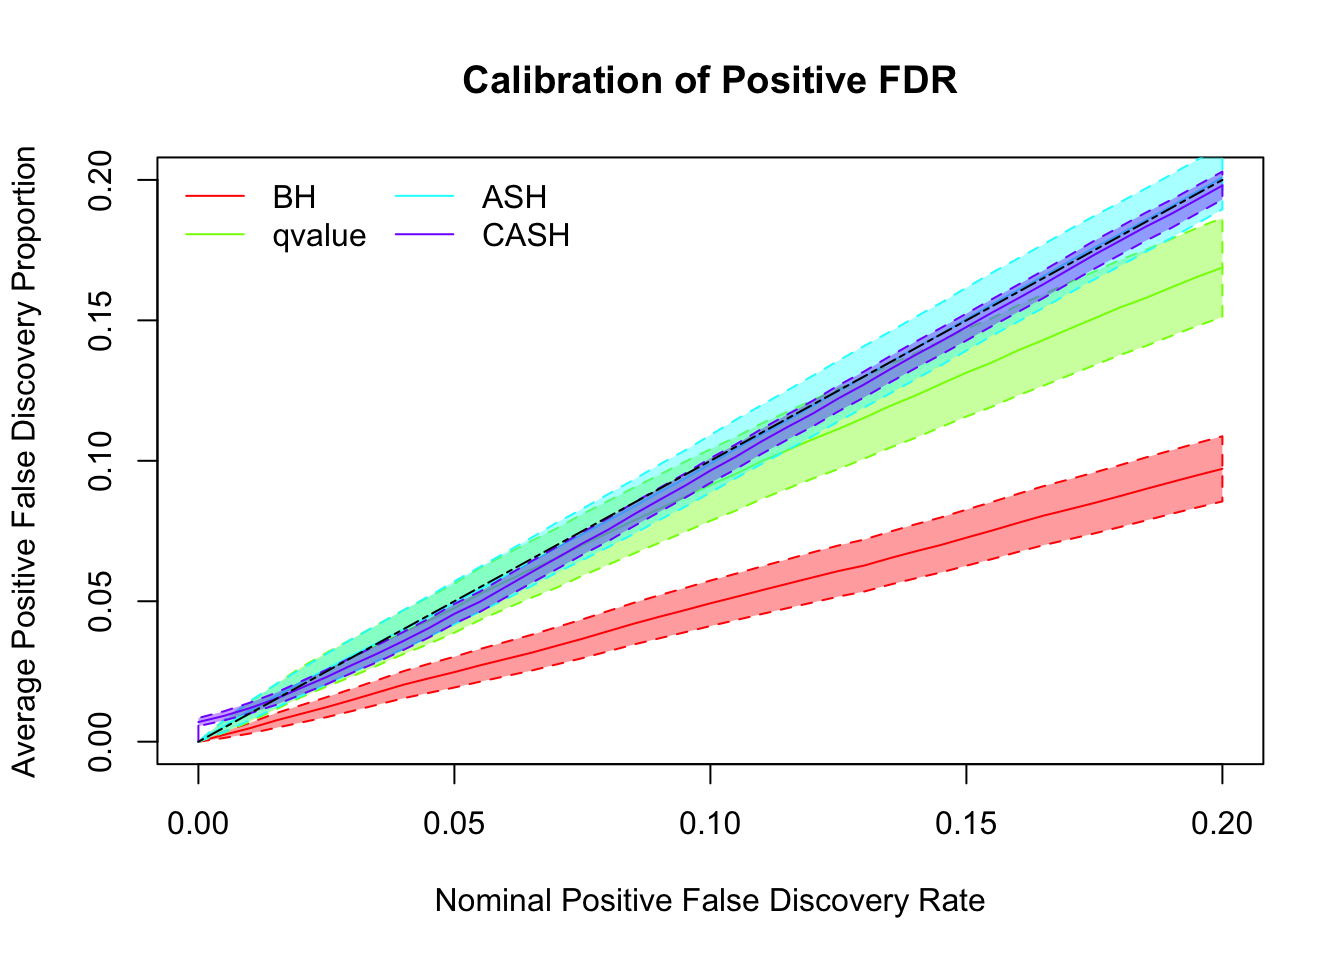 Calibration of Positive FDR
Average Positive False Discovery Proportion
0.20
0.15
0.10
0.05
0.00
BH
qvalue
ASH
CASH
0.00
0.05
0.10
0.15
0.20
Nominal Positive False Discovery Rate